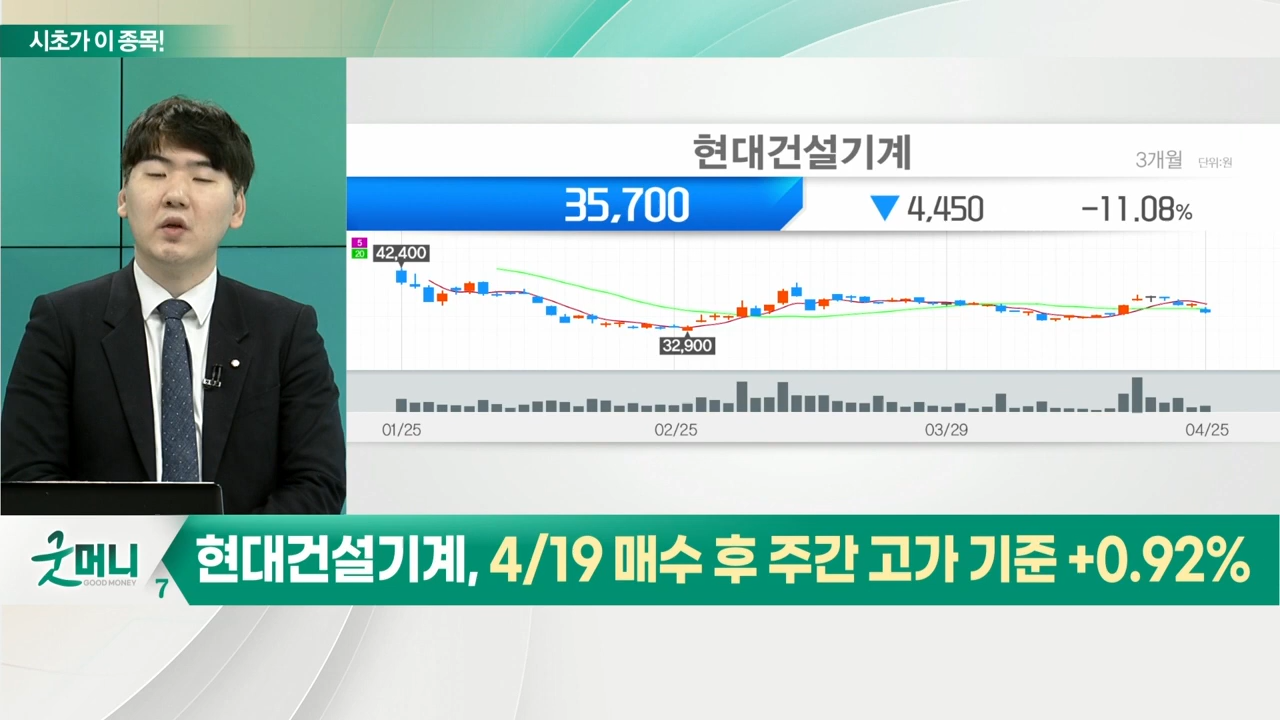 시초가 이 종목!
현대건설기계
3개월 단위:원
35,700 ▼ 4,450 -11.08%
5
20
42,400
32,900
01/25 02/25 03/29 04/25
굿머니
GOOD MONEY
7
현대건설기계, 4/19 매수 후 주간 고가 기준 +0.92%